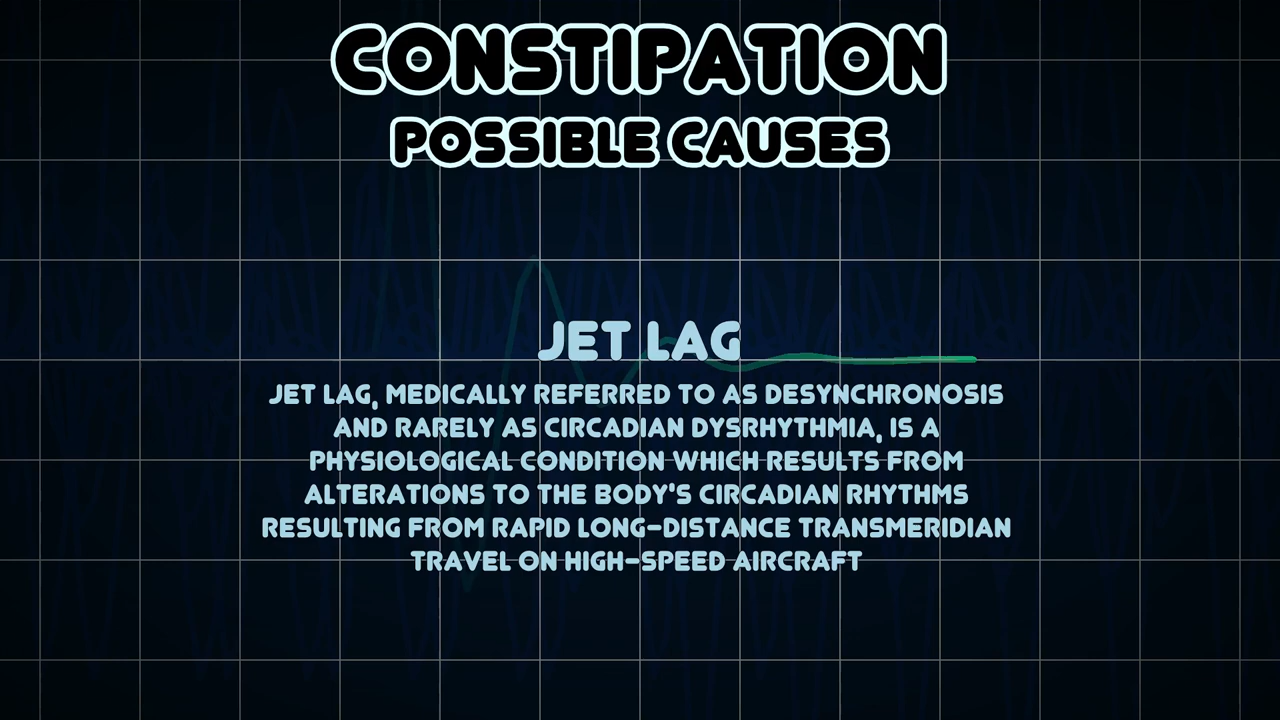 CONSTIPATION
POSSIBLE CAUSES
JET LAG
JET LAG, MEDICALLY REFERRED TO AS DESYNCHRONOSIS
AND RARELY AS CIRCADIAN DYSRHYTHMIA, IS A
PHYSIOLOGICAL CONDITION WHICH RESULTS FROM
ALTERATIONS TO THE BODY'S CIRCADIAN RHYTHMS
RESULTING FROM RAPID LONG-DISTANCE TRANSMERIDIAN
TRAVEL ON HIGH-SPEED AIRCRAFT